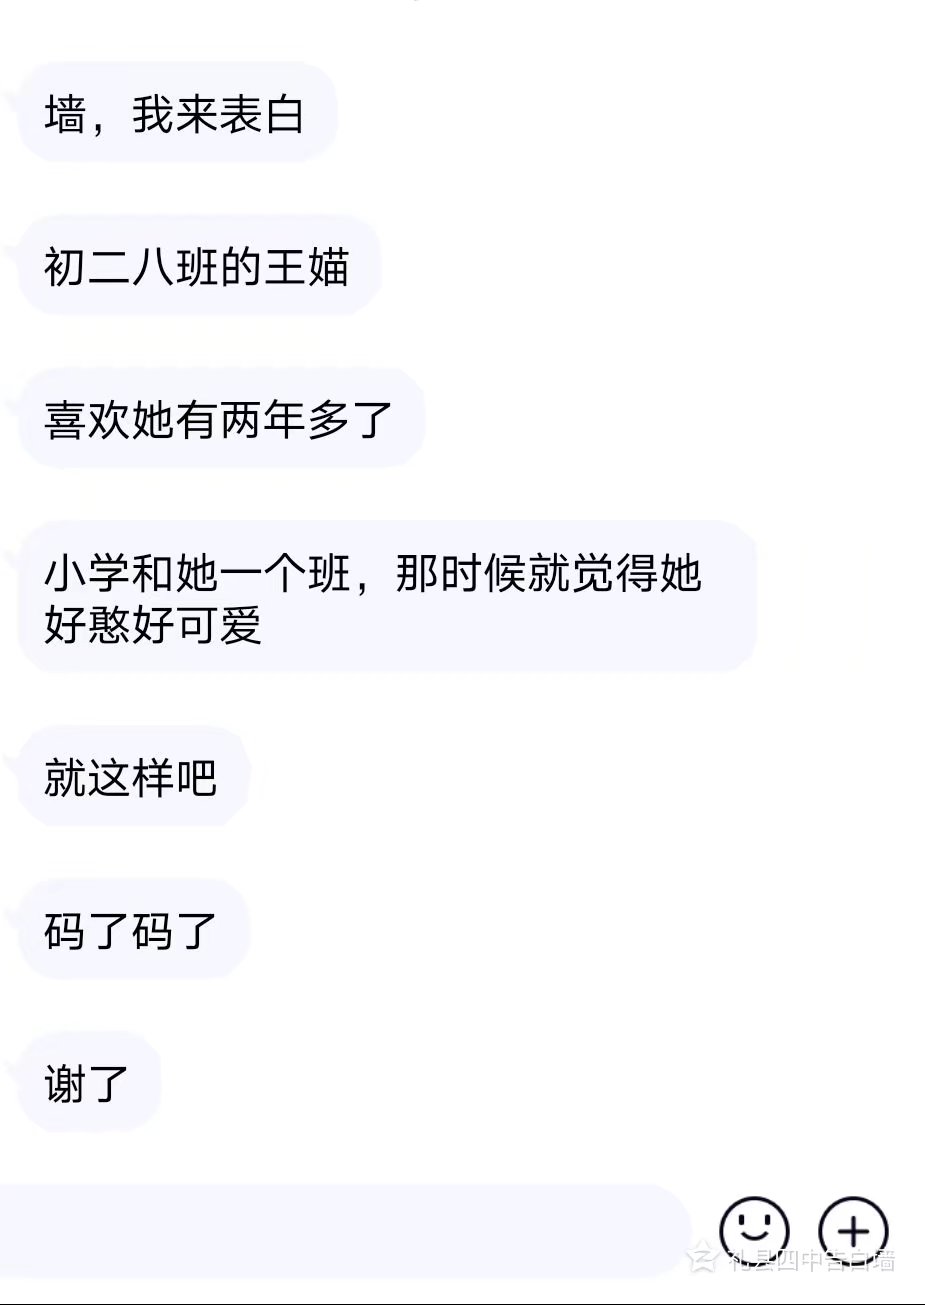 墙，我来表白
初二八班的王媌
喜欢她有两年多了
小学和她一个班，那时候就觉得她
好憨好可爱
就这样吧
码了码了
谢了
礼县四中告白墙